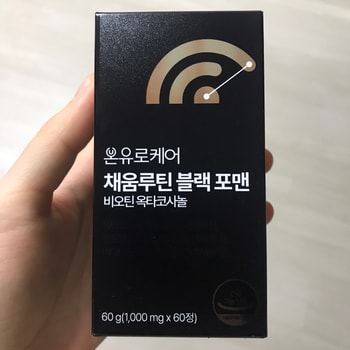 온유로케어
채움루틴 블랙 포맨
비오틴 옥타코사놀
60 g(1,000 mg x 60정)